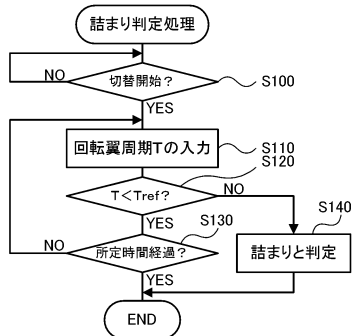 詰まり判定処理
NO
切替開始？
S100
YES
回転翼周期Tの入力
S110
S120
T＜Tref？
NO
YES
S130
S140
NO
所定時間経過？
詰まりと判定
YES
END